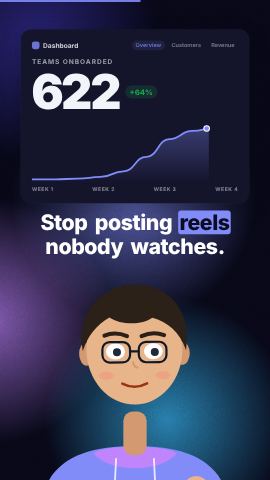 Dashboard
Overview Customers Revenue
TEAMS ONBOARDED
622 +64%
WEEK 1 WEEK 2 WEEK 3 WEEK 4
Stop posting reels
nobody watches.